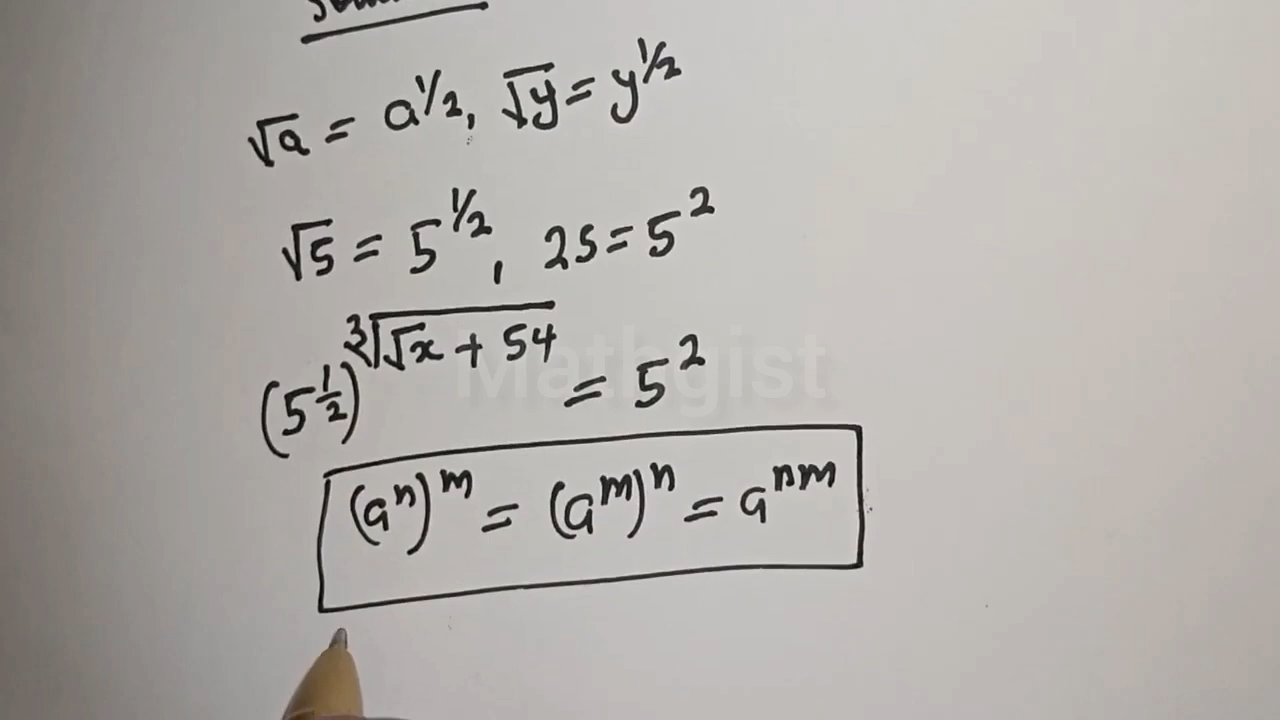 √a = a^1/2, √y = y^1/2
√5 = 5^1/2, 25 = 5^2
(5^1/2)^∛(√x + 54) = 5^2
Mathgist
(a^n)^m = (a^m)^n = a^nm